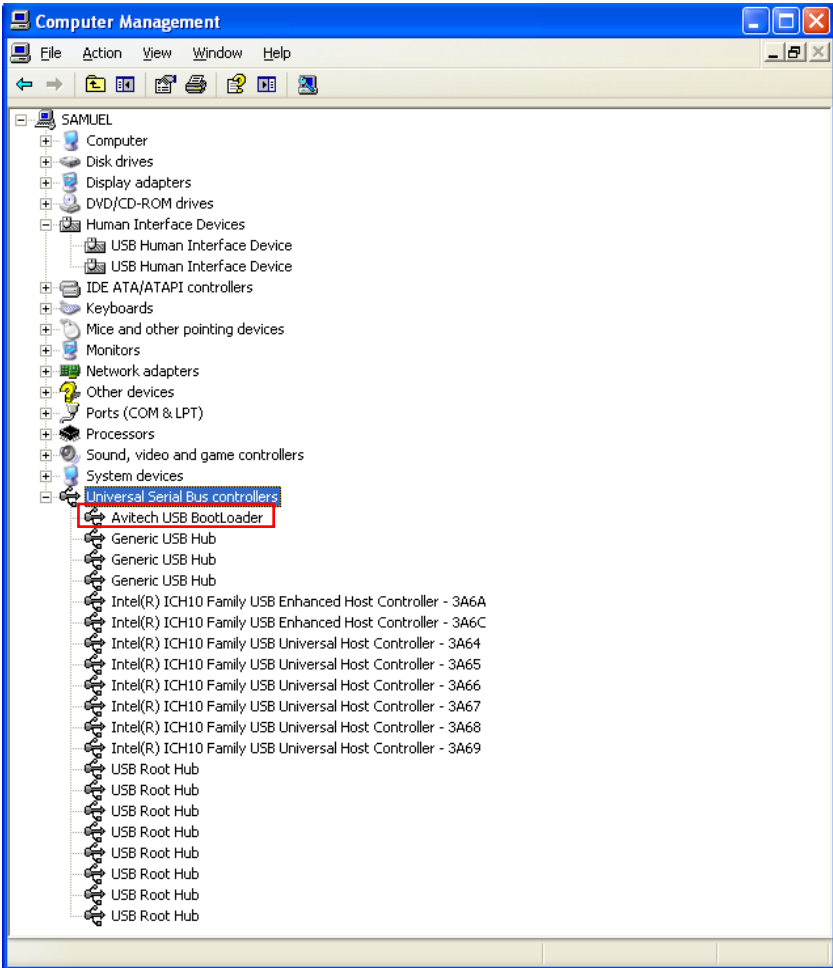 Computer Management
File Action View Window Help
SAMUEL
Computer
Disk drives
Display adapters
DVD/CD-ROM drives
Human Interface Devices
USB Human Interface Device
USB Human Interface Device
IDE ATA/ATAPI controllers
Keyboards
Mice and other pointing devices
Monitors
Network adapters
Other devices
Ports (COM & LPT)
Processors
Sound, video and game controllers
System devices
Universal Serial Bus controllers
Avitech USB BootLoader
Generic USB Hub
Generic USB Hub
Generic USB Hub
Intel(R) ICH10 Family USB Enhanced Host Controller - 3A6A
Intel(R) ICH10 Family USB Enhanced Host Controller - 3A6C
Intel(R) ICH10 Family USB Universal Host Controller - 3A64
Intel(R) ICH10 Family USB Universal Host Controller - 3A65
Intel(R) ICH10 Family USB Universal Host Controller - 3A66
Intel(R) ICH10 Family USB Universal Host Controller - 3A67
Intel(R) ICH10 Family USB Universal Host Controller - 3A68
Intel(R) ICH10 Family USB Universal Host Controller - 3A69
USB Root Hub
USB Root Hub
USB Root Hub
USB Root Hub
USB Root Hub
USB Root Hub
USB Root Hub
USB Root Hub